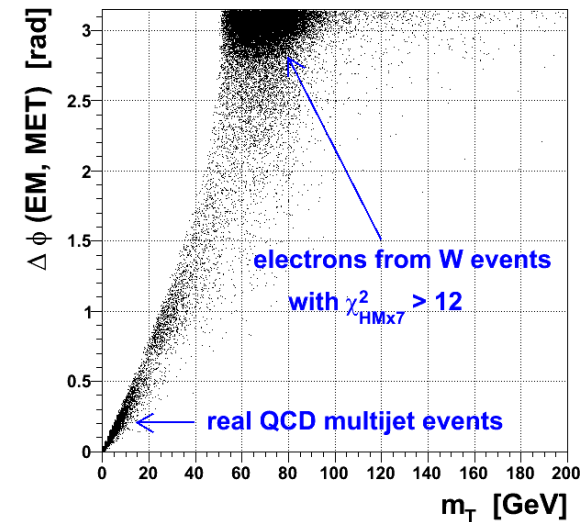 Δ ϕ (EM, MET) [rad]
3
2.5
2
1.5
1
0.5
0
electrons from W events
with χ²HMx7 > 12
real QCD multijet events
0 20 40 60 80 100 120 140 160 180 200
mT [GeV]